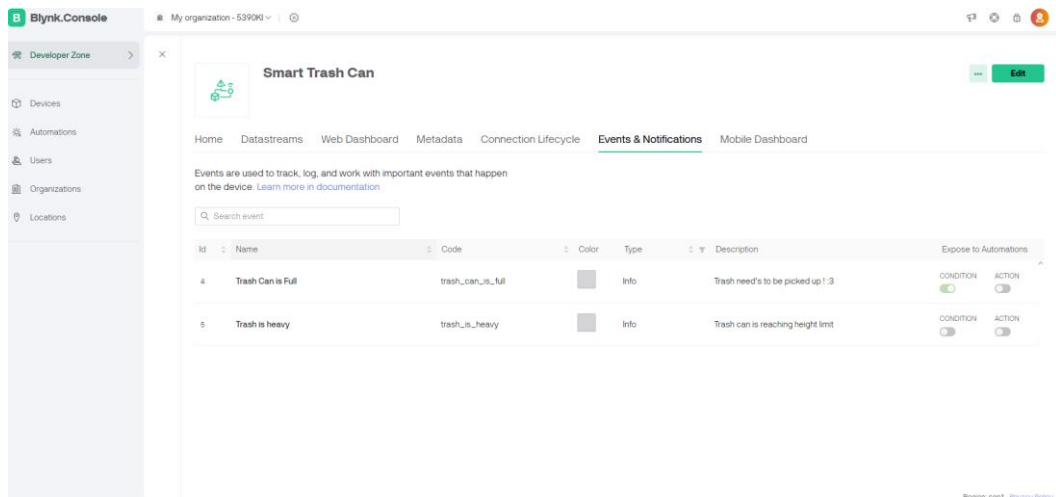 B Blynk.Console
My organization - 5390KI
Developer Zone
Devices
Automations
Users
Organizations
Locations
Smart Trash Can
... Edit
Home Datastreams Web Dashboard Metadata Connection Lifecycle Events & Notifications Mobile Dashboard
Events are used to track, log, and work with important events that happen
on the device. Learn more in documentation
Search event
Id Name Code Color Type Description Expose to Automations
4 Trash Can is Full trash_can_is_full Info Trash need's to be picked up ! :3 CONDITION ACTION
5 Trash is heavy trash_is_heavy Info Trash can is reaching height limit CONDITION ACTION
Privacy Policy